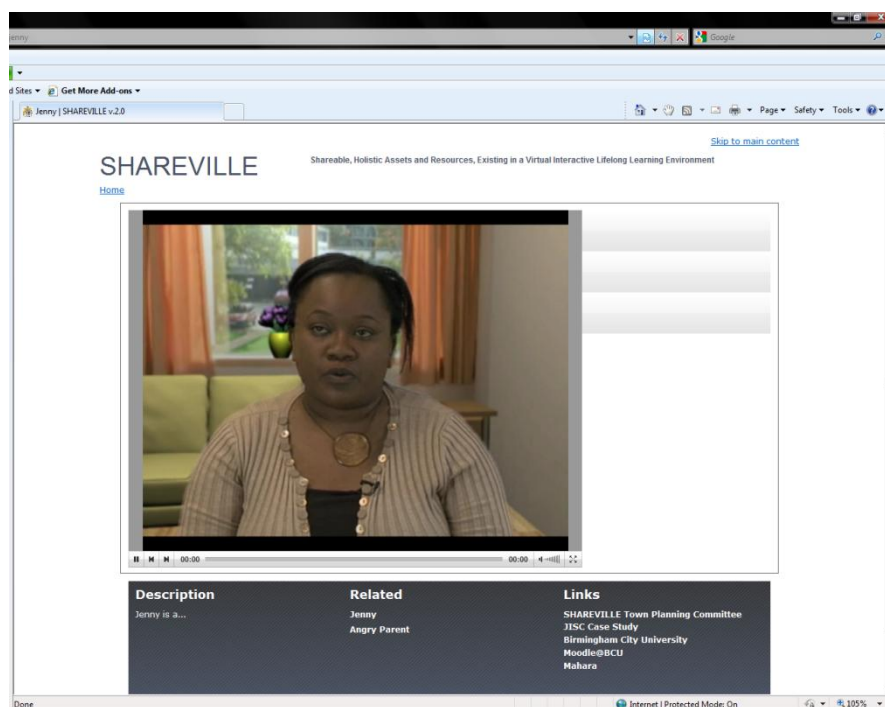 enny
Google
d Sites Get More Add-ons
Jenny | SHAREVILLE v.2.0
Page Safety Tools
Skip to main content
SHAREVILLE
Shareable, Holistic Assets and Resources, Existing in a Virtual Interactive Lifelong Learning Environment
Home
00:00 00:00
Description
Jenny is a...
Related
Jenny
Angry Parent
Links
SHAREVILLE Town Planning Committee
JISC Case Study
Birmingham City University
Moodle@BCU
Mahara
Done Internet | Protected Mode: On 105%